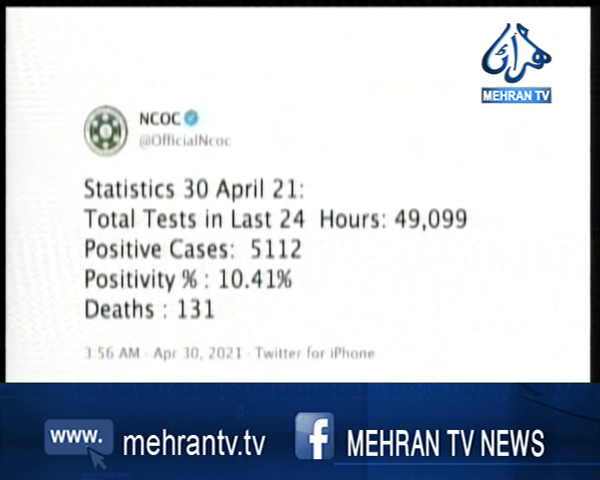 مهران
MEHRAN TV
NCOC
@OfficialNcoc
Statistics 30 April 21:
Total Tests in Last 24 Hours: 49,099
Positive Cases: 5112
Positivity % : 10.41%
Deaths : 131
3:56 AM - Apr 30, 2021 - Twitter for iPhone
www. mehrantv.tv f MEHRAN TV NEWS